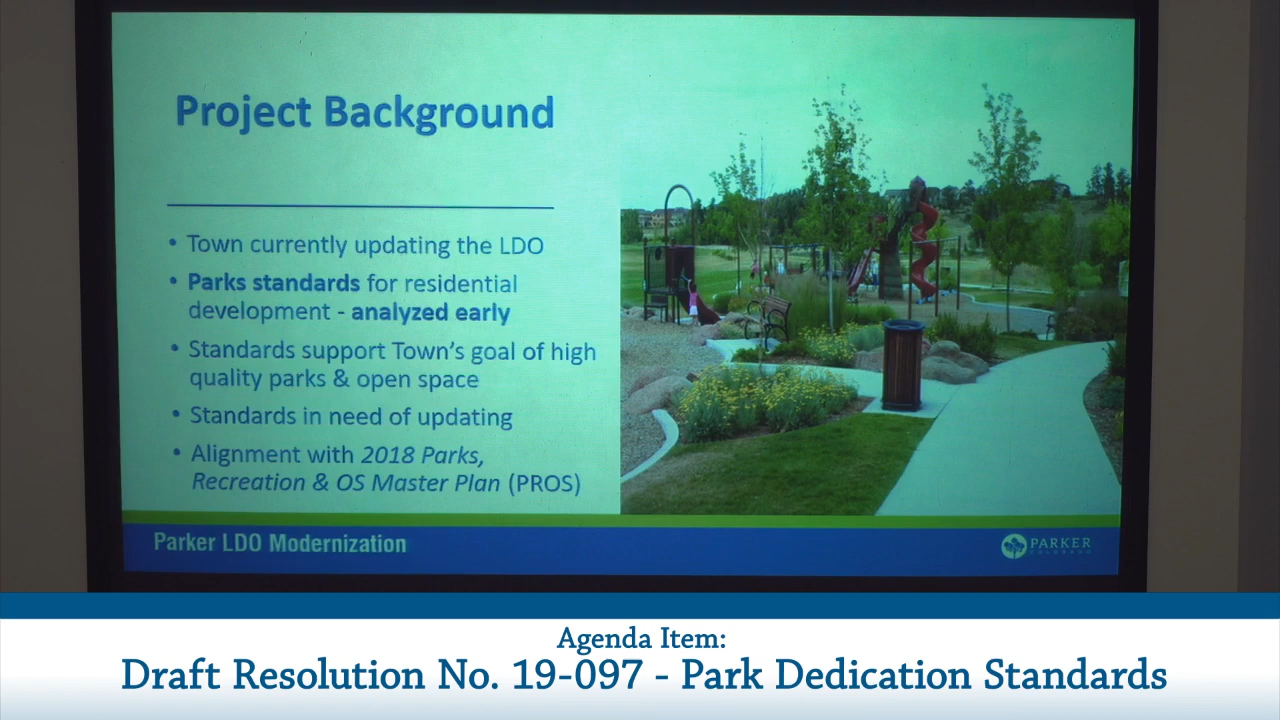 Project Background
• Town currently updating the LDO
• Parks standards for residential
development - analyzed early
• Standards support Town's goal of high
quality parks & open space
• Standards in need of updating
• Alignment with 2018 Parks,
Recreation & OS Master Plan (PROS)
Parker LDO Modernization
PARKER
COLORADO
Agenda Item:
Draft Resolution No. 19-097 - Park Dedication Standards